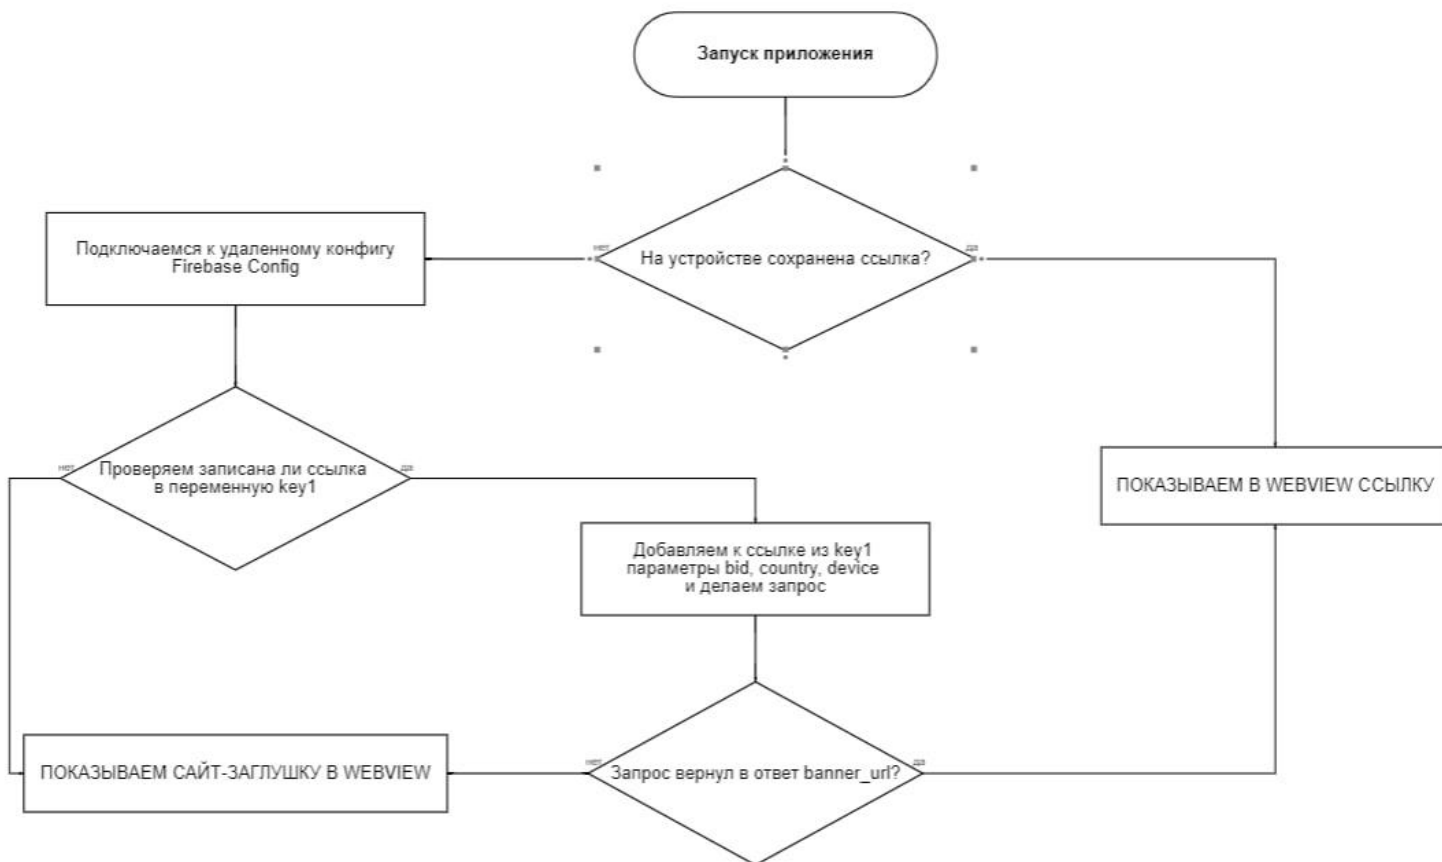 Запуск приложения
На устройстве сохранена ссылка?
нет
да
Подключаемся к удаленному конфигу
Firebase Config
Проверяем записана ли ссылка
в переменную key1
нет
да
ПОКАЗЫВАЕМ В WEBVIEW ССЫЛКУ
Добавляем к ссылке из key1
параметры bid, country, device
и делаем запрос
ПОКАЗЫВАЕМ САЙТ-ЗАГЛУШКУ В WEBVIEW
нет
Запрос вернул в ответ banner_url?
да